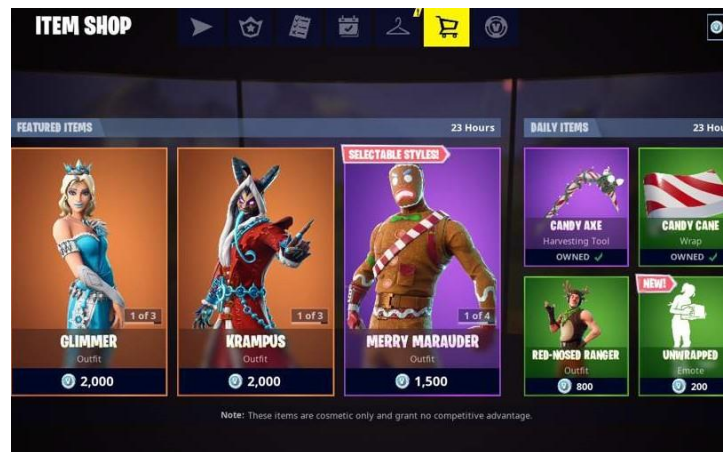 ITEM SHOP
FEATURED ITEMS
23 Hours
SELECTABLE STYLES!
1 of 3
GLIMMER
Outfit
2,000
1 of 3
KRAMPUS
Outfit
2,000
1 of 4
MERRY MARAUDER
Outfit
1,500
DAILY ITEMS
23 Hou
CANDY AXE
Harvesting Tool
OWNED
CANDY CANE
Wrap
OWNED
RED-NOSED RANGER
Outfit
800
NEW!
UNWRAPPED
Emote
200
Note: These items are cosmetic only and grant no competitive advantage.